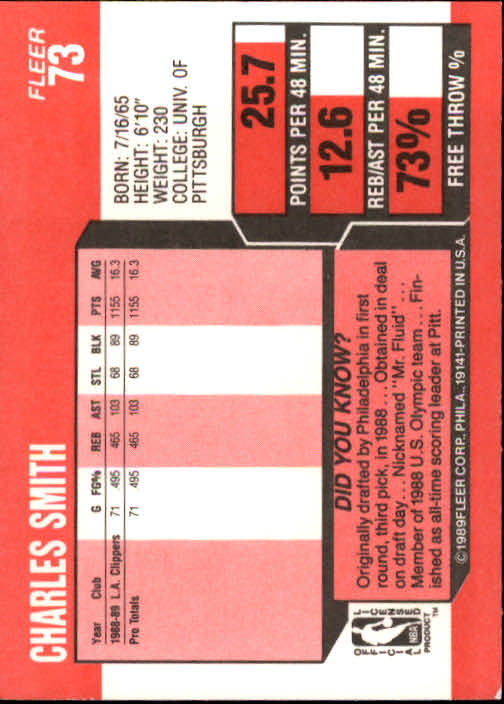 FLEER
73
CHARLES SMITH
BORN: 7/16/65
HEIGHT: 6'10"
WEIGHT: 230
COLLEGE: UNIV. OF
PITTSBURGH
Year Club G FG% REB AST STL BLK PTS AVG
1988-89 L.A. Clippers 71 .495 465 103 68 89 1155 16.3
Pro Totals 71 .495 465 103 68 89 1155 16.3
25.7
POINTS PER 48 MIN.
12.6
REB/AST PER 48 MIN.
73%
FREE THROW %
DID YOU KNOW?
Originally drafted by Philadelphia in first
round, third pick, in 1988 . . . Obtained in deal
on draft day . . . Nicknamed "Mr. Fluid" . . .
Member of 1988 U.S. Olympic team . . . Fin-
ished as all-time scoring leader at Pitt.
OFFICIAL
NBA
LICENSED
PRODUCT™
©1989 FLEER CORP., PHILA., 19141-PRINTED IN U.S.A.